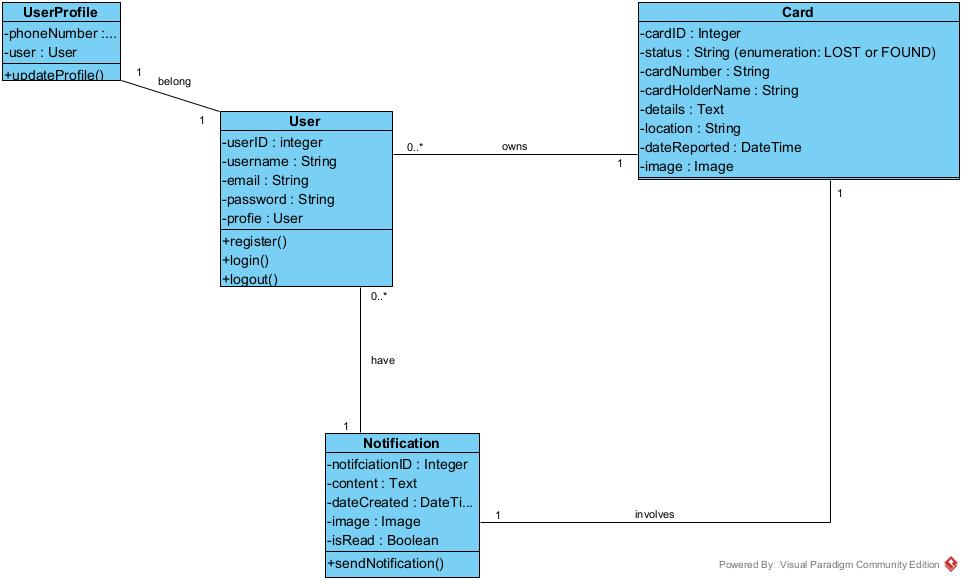 UserProfile
-phoneNumber :...
-user : User
+updateProfile()
1
belong
1
User
-userID : integer
-username : String
-email : String
-password : String
-profie : User
+register()
+login()
+logout()
0..*
owns
1
Card
-cardID : Integer
-status : String (enumeration: LOST or FOUND)
-cardNumber : String
-cardHolderName : String
-details : Text
-location : String
-dateReported : DateTime
-image : Image
1
0..*
have
1
Notification
-notifciationID : Integer
-content : Text
-dateCreated : DateTi...
-image : Image
-isRead : Boolean
+sendNotification()
1
involves
Powered By Visual Paradigm Community Edition